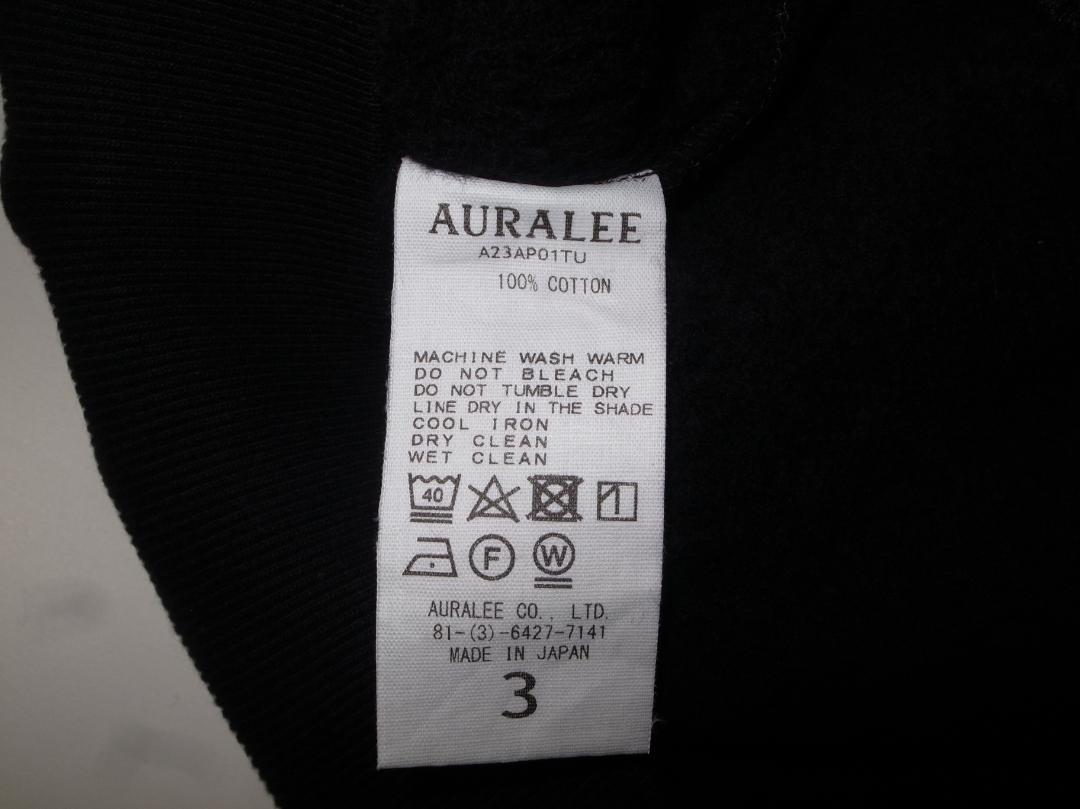 AURALEE
A23AP01TU
100% COTTON
MACHINE WASH WARM
DO NOT BLEACH
DO NOT TUMBLE DRY
LINE DRY IN THE SHADE
COOL IRON
DRY CLEAN
WET CLEAN
40
F W
AURALEE CO., LTD.
81-(3)-6427-7141
MADE IN JAPAN
3